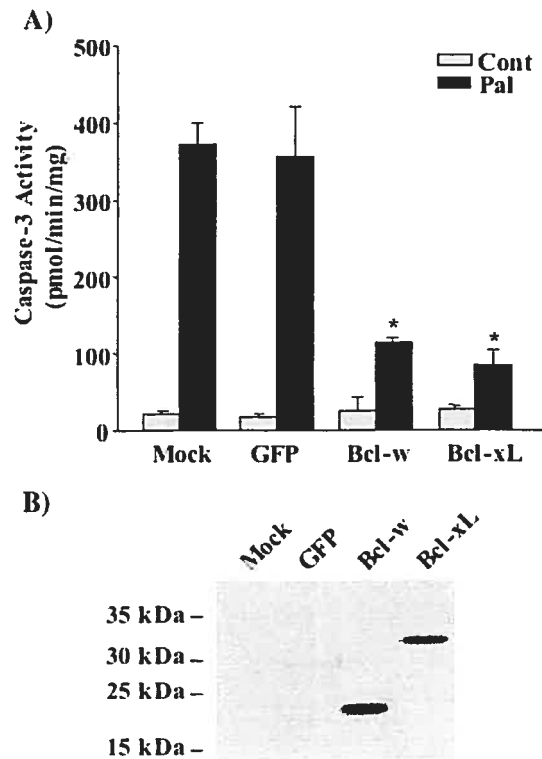 A)
500
400
300
200
100
0
Caspase-3 Activity
(pmol/min/mg)
Cont
Pal
*
*
Mock GFP Bcl-w Bcl-xL
B)
Mock GFP Bcl-w Bcl-xL
35 kDa –
30 kDa –
25 kDa –
15 kDa –